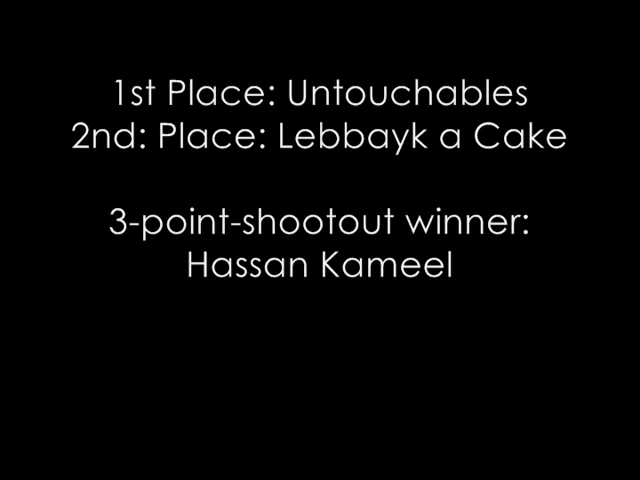 1st Place: Untouchables
2nd: Place: Lebbayk a Cake
3-point-shootout winner:
Hassan Kameel